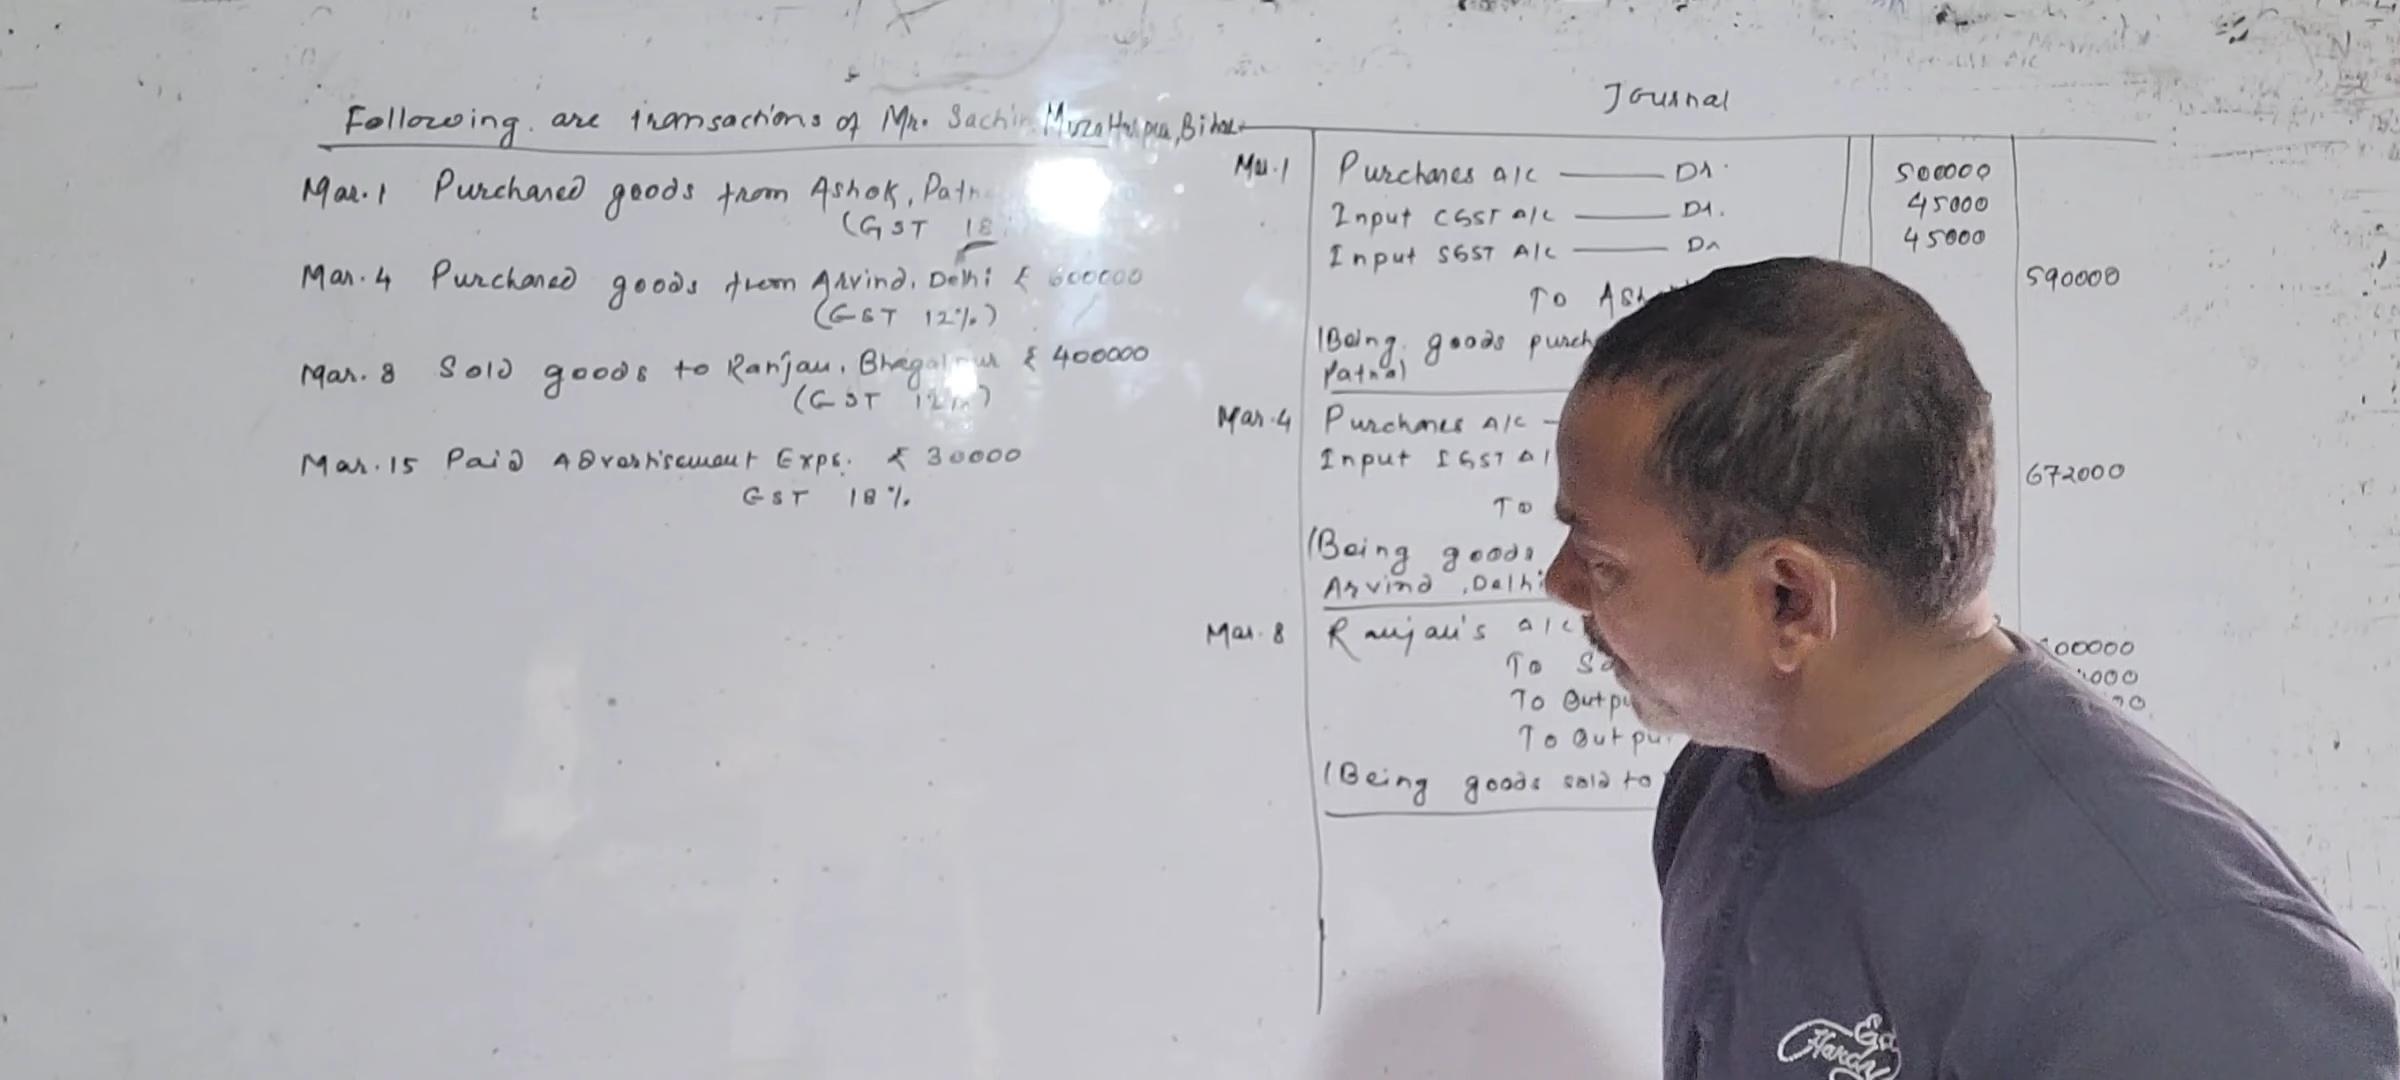 Following are transactions of Mr. Sachin Muzaffarpur, Bihar
Mar. 1 Purchased goods from Ashok,
(GST 18
Mar. 4 Purchased goods from Arvind, Delhi ₹ 600000
(GST 12%)
Mar. 8 Sold goods to Ranjan, Bhagalpur ₹ 400000
(GST 12%)
Mar. 15 Paid Advertisement Exps. ₹ 30000
GST 18%
Journal
Mar. 1 Purchases A/C — Dr. 500000
Input CGST A/C — Dr. 45000
Input SGST A/C — Dr 45000
To 590000
(Being goods
Patna)
Mar. 4 Purchases A/C —
Input IGST
672000
To
(Being goods
Arvind, Delhi
Mar. 8 Ranjan's A/C
To
To
To
(Being goods sold to